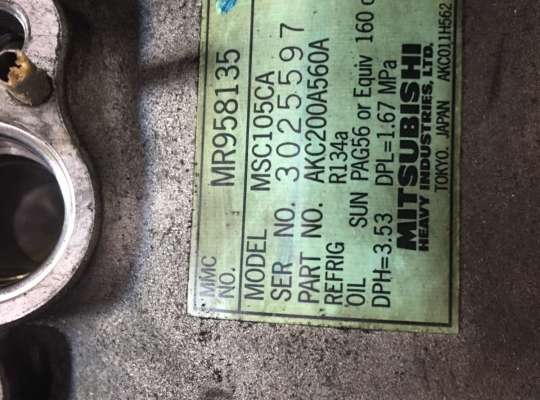 MMC NO. MR958135
MODEL MSC105CA
SER NO. 3025597
PART NO. AKC200A560A
REFRIG R134a
OIL SUN PAG56 or Equiv 160 c
DPH=3.53 DPL=1.67 MPa
MITSUBISHI
HEAVY INDUSTRIES, LTD.
TOKYO, JAPAN AKC011H562